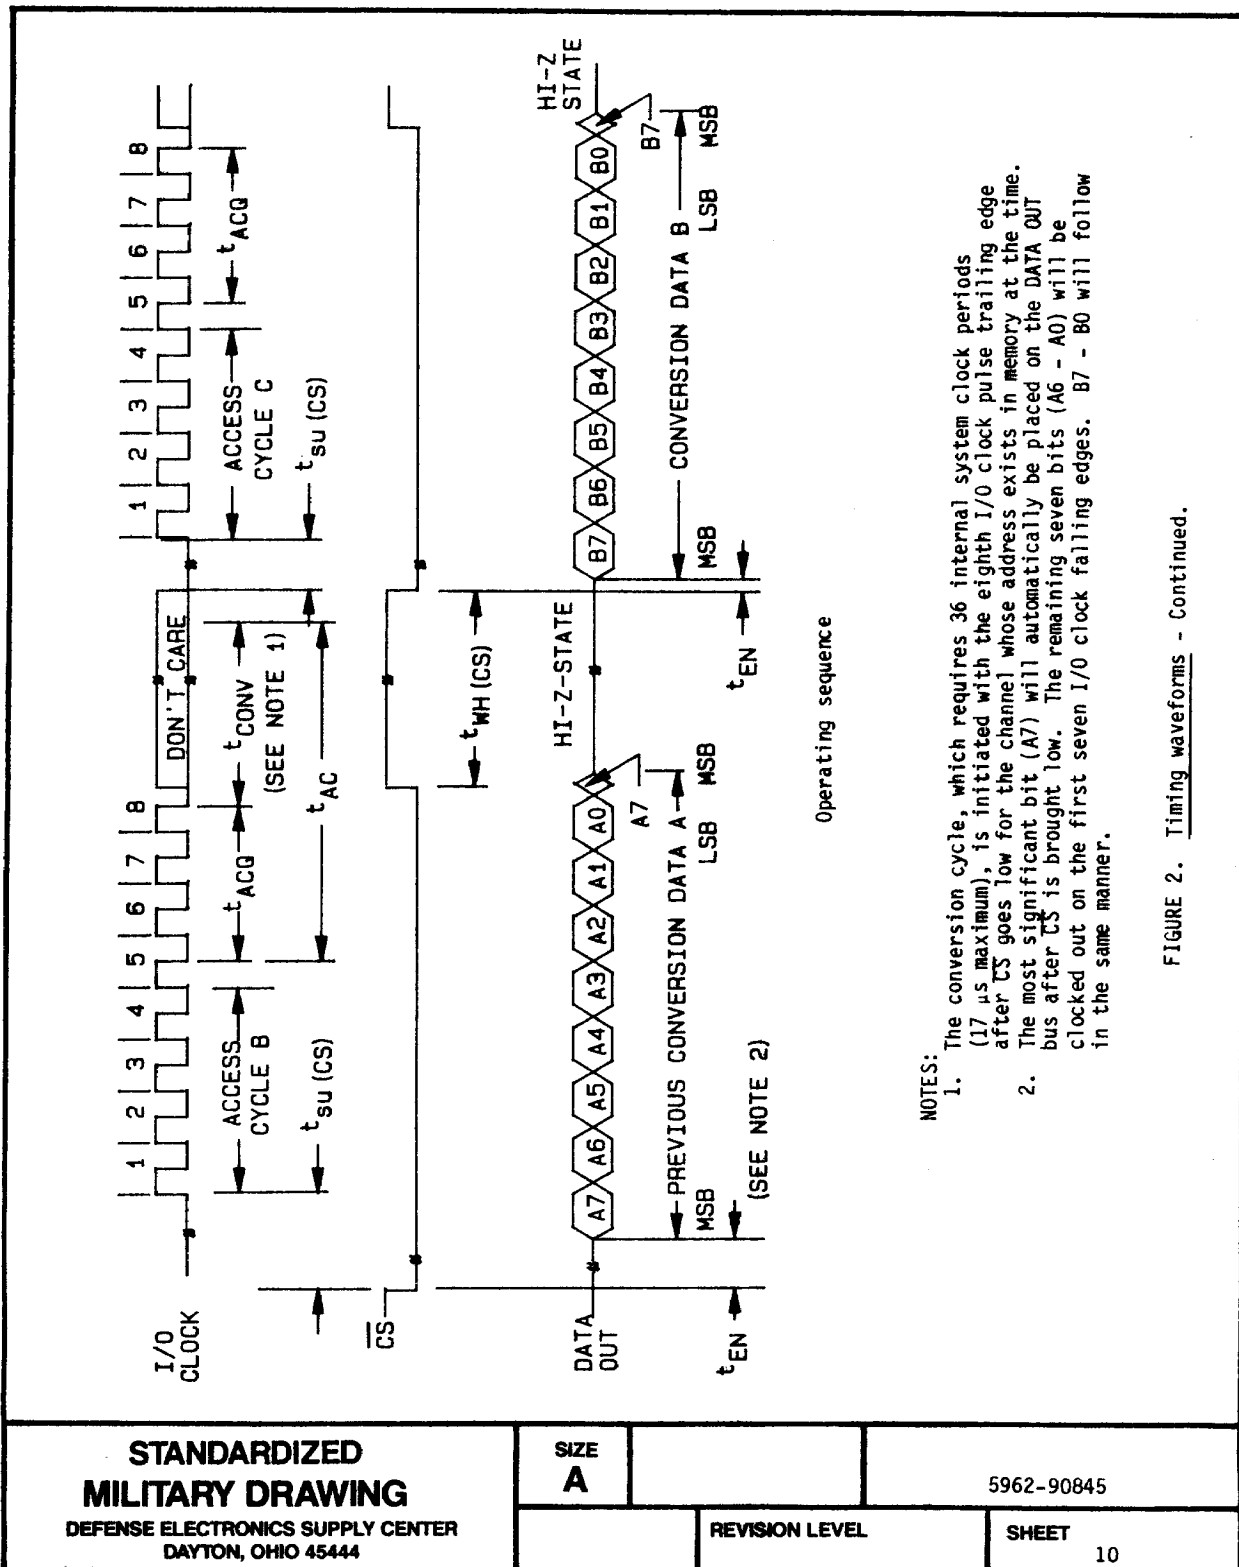 I/O
CLOCK
1 2 3 4 5 6 7 8
DON'T CARE
1 2 3 4 5 6 7 8
ACCESS
CYCLE B
tACQ
tCONV
(SEE NOTE 1)
ACCESS
CYCLE C
tACQ
tsu(CS)
tAC
tsu(CS)
CS
tWH(CS)
DATA
OUT
A7 A6 A5 A4 A3 A2 A1 A0
HI-Z-STATE
B7 B6 B5 B4 B3 B2 B1 B0
HI-Z
STATE
A7
B7
PREVIOUS CONVERSION DATA A
CONVERSION DATA B
MSB LSB MSB
MSB LSB MSB
tEN
(SEE NOTE 2)
tEN
Operating sequence
NOTES:
1. The conversion cycle, which requires 36 internal system clock periods
(17 µs maximum), is initiated with the eighth I/O clock pulse trailing edge
after CS goes low for the channel whose address exists in memory at the time.
2. The most significant bit (A7) will automatically be placed on the DATA OUT
bus after CS is brought low. The remaining seven bits (A6 - A0) will be
clocked out on the first seven I/O clock falling edges. B7 - B0 will follow
in the same manner.
FIGURE 2. Timing waveforms - Continued.
STANDARDIZED
MILITARY DRAWING
DEFENSE ELECTRONICS SUPPLY CENTER
DAYTON, OHIO 45444
SIZE
A
5962-90845
REVISION LEVEL
SHEET
10